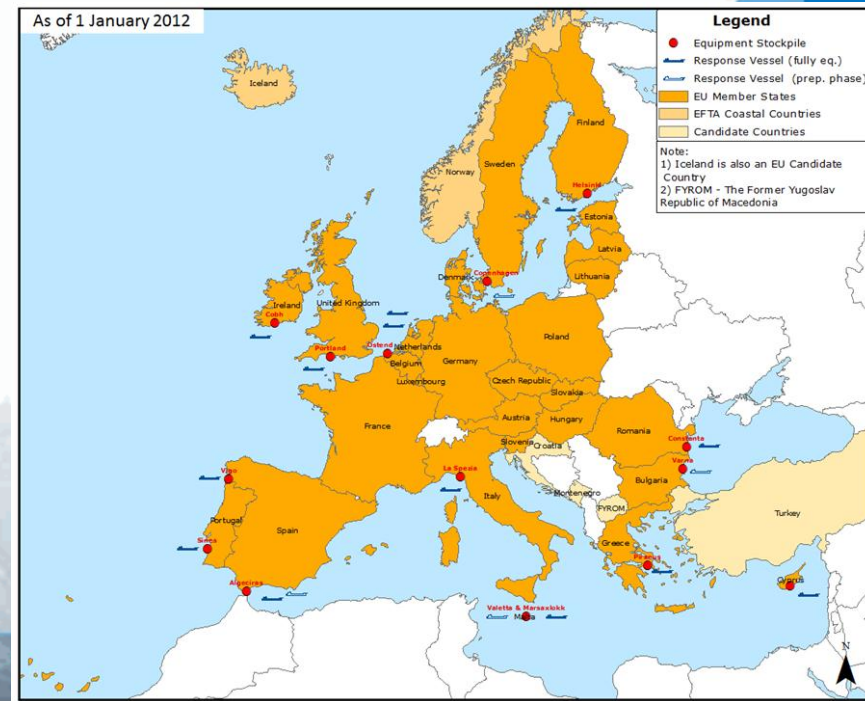 As of 1 January 2012
Legend
Equipment Stockpile
Response Vessel (fully eq.)
Response Vessel (prep. phase)
EU Member States
EFTA Coastal Countries
Candidate Countries
Note:
1) Iceland is also an EU Candidate
Country
2) FYROM - The Former Yugoslav
Republic of Macedonia
Iceland
Finland
Sweden
Norway
Helsinki
Estonia
Latvia
Lithuania
Denmark
Copenhagen
Ireland
United Kingdom
Cobh
Portland
Ostend
Netherlands
Belgium
Luxembourg
Germany
Poland
Czech Republic
Slovakia
Austria
Hungary
France
Slovenia
Croatia
Romania
Constanta
Varna
Bulgaria
La Spezia
Italy
Montenegro
FYROM
Turkey
Vigo
Portugal
Spain
Sines
Algeciras
Greece
Piraeus
Cyprus
Valetta & Marsaxlokk
Malta
N